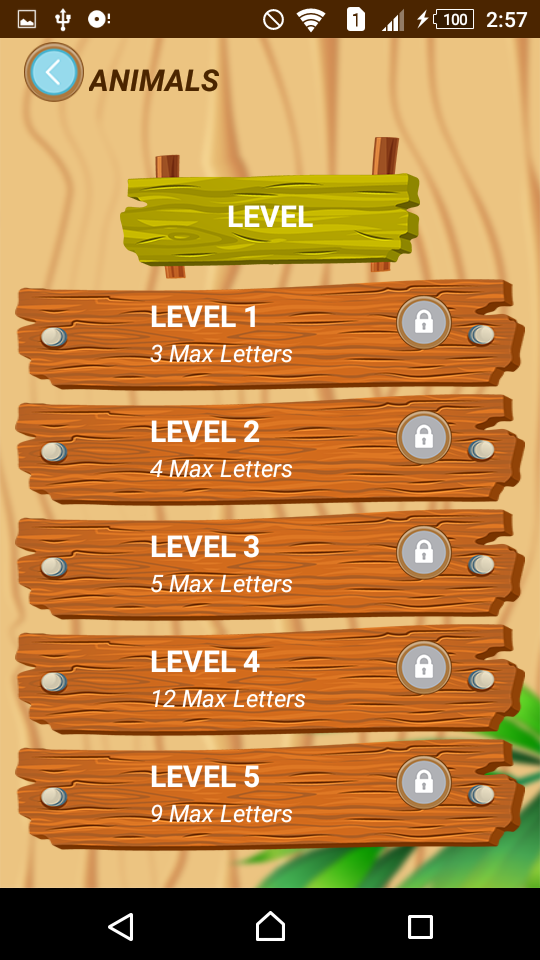 1 100 2:57
ANIMALS
LEVEL
LEVEL 1
3 Max Letters
LEVEL 2
4 Max Letters
LEVEL 3
5 Max Letters
LEVEL 4
12 Max Letters
LEVEL 5
9 Max Letters